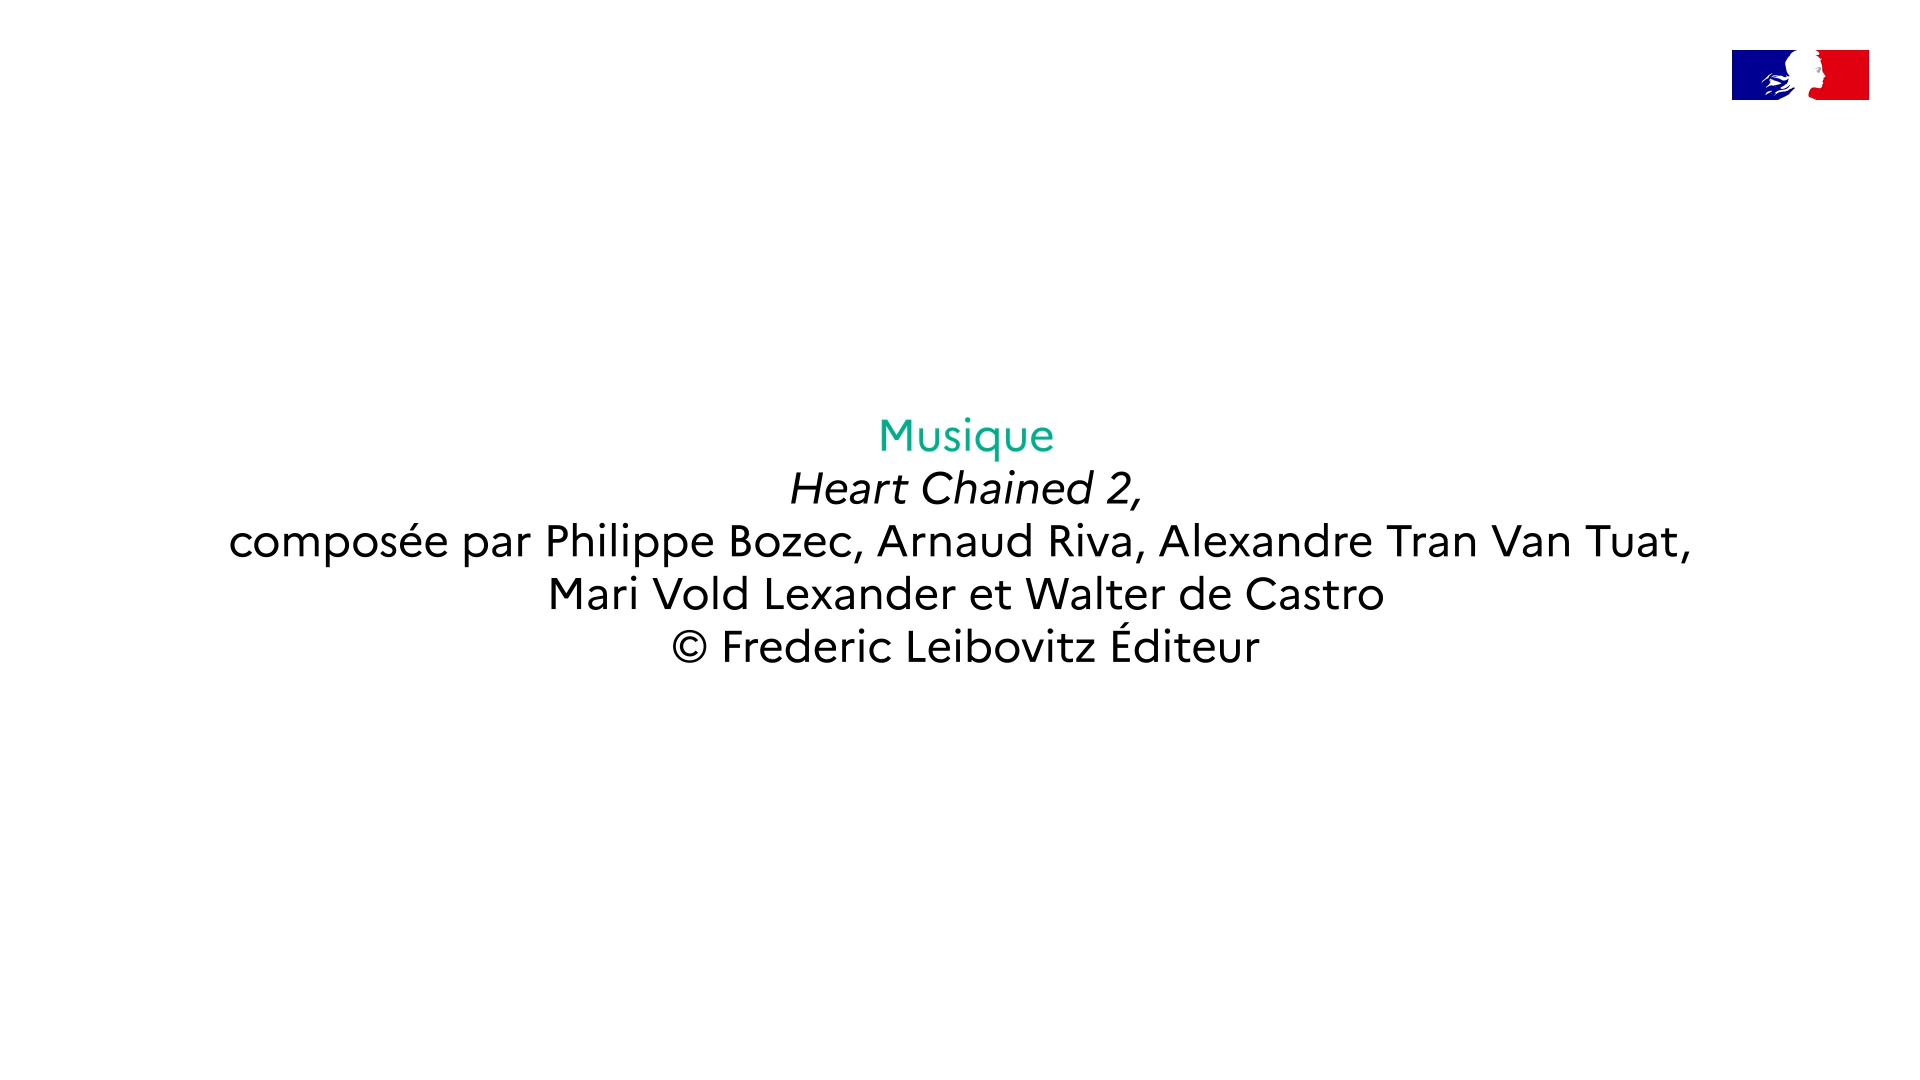 Musique
Heart Chained 2,
composée par Philippe Bozec, Arnaud Riva, Alexandre Tran Van Tuat,
Mari Vold Lexander et Walter de Castro
© Frederic Leibovitz Éditeur